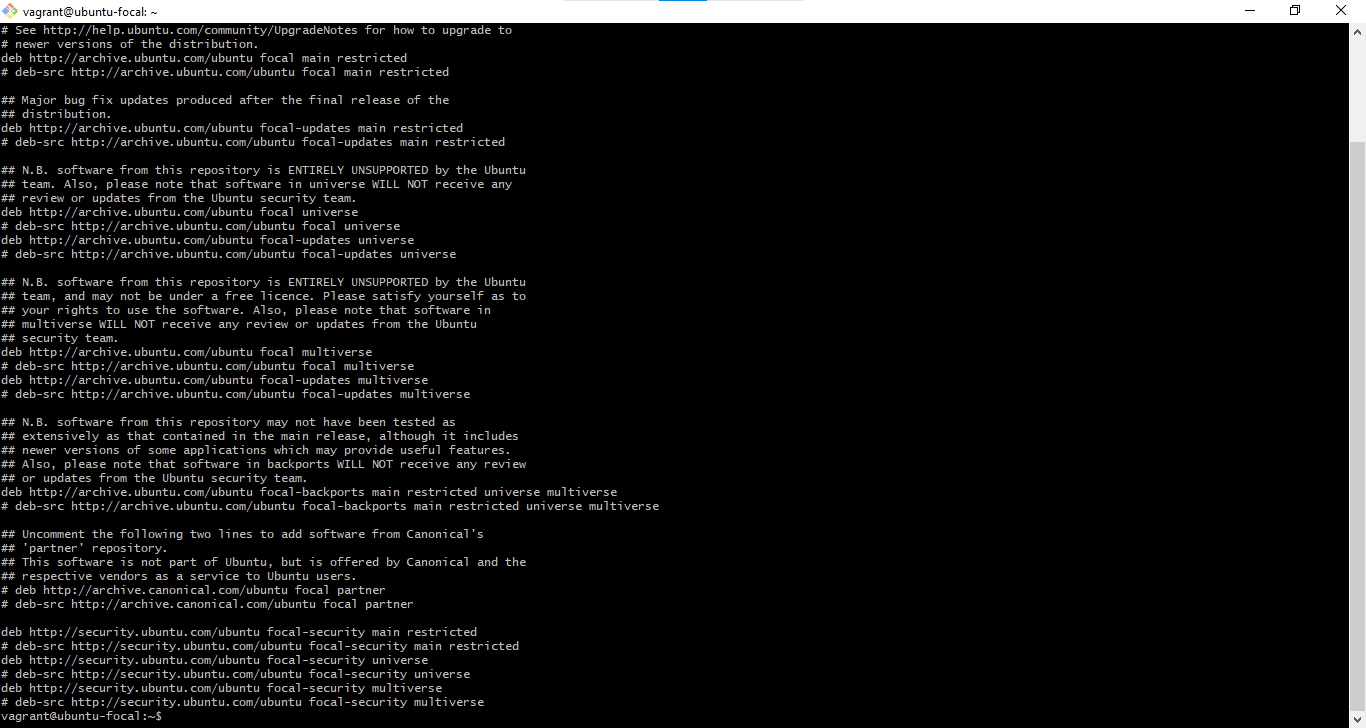 vagrant@ubuntu-focal: ~
# See http://help.ubuntu.com/community/UpgradeNotes for how to upgrade to
# newer versions of the distribution.
deb http://archive.ubuntu.com/ubuntu focal main restricted
# deb-src http://archive.ubuntu.com/ubuntu focal main restricted

## Major bug fix updates produced after the final release of the
## distribution.
deb http://archive.ubuntu.com/ubuntu focal-updates main restricted
# deb-src http://archive.ubuntu.com/ubuntu focal-updates main restricted

## N.B. software from this repository is ENTIRELY UNSUPPORTED by the Ubuntu
## team. Also, please note that software in universe WILL NOT receive any
## review or updates from the Ubuntu security team.
deb http://archive.ubuntu.com/ubuntu focal universe
# deb-src http://archive.ubuntu.com/ubuntu focal universe
deb http://archive.ubuntu.com/ubuntu focal-updates universe
# deb-src http://archive.ubuntu.com/ubuntu focal-updates universe

## N.B. software from this repository is ENTIRELY UNSUPPORTED by the Ubuntu
## team, and may not be under a free licence. Please satisfy yourself as to
## your rights to use the software. Also, please note that software in
## multiverse WILL NOT receive any review or updates from the Ubuntu
## security team.
deb http://archive.ubuntu.com/ubuntu focal multiverse
# deb-src http://archive.ubuntu.com/ubuntu focal multiverse
deb http://archive.ubuntu.com/ubuntu focal-updates multiverse
# deb-src http://archive.ubuntu.com/ubuntu focal-updates multiverse

## N.B. software from this repository may not have been tested as
## extensively as that contained in the main release, although it includes
## newer versions of some applications which may provide useful features.
## Also, please note that software in backports WILL NOT receive any review
## or updates from the Ubuntu security team.
deb http://archive.ubuntu.com/ubuntu focal-backports main restricted universe multiverse
# deb-src http://archive.ubuntu.com/ubuntu focal-backports main restricted universe multiverse

## Uncomment the following two lines to add software from Canonical's
## 'partner' repository.
## This software is not part of Ubuntu, but is offered by Canonical and the
## respective vendors as a service to Ubuntu users.
# deb http://archive.canonical.com/ubuntu focal partner
# deb-src http://archive.canonical.com/ubuntu focal partner

deb http://security.ubuntu.com/ubuntu focal-security main restricted
# deb-src http://security.ubuntu.com/ubuntu focal-security main restricted
deb http://security.ubuntu.com/ubuntu focal-security universe
# deb-src http://security.ubuntu.com/ubuntu focal-security universe
deb http://security.ubuntu.com/ubuntu focal-security multiverse
# deb-src http://security.ubuntu.com/ubuntu focal-security multiverse
vagrant@ubuntu-focal:~$